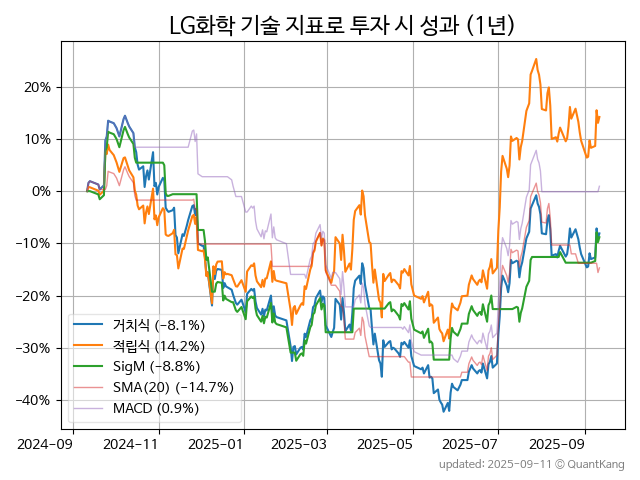 LG화학 기술 지표로 투자 시 성과 (1년)
20%
10%
0%
−10%
−20%
−30%
−40%
거치식 (−8.1%)
적립식 (14.2%)
SigM (−8.8%)
SMA(20) (−14.7%)
MACD (0.9%)
2024-09 2024-11 2025-01 2025-03 2025-05 2025-07 2025-09
updated: 2025-09-11 © QuantKang